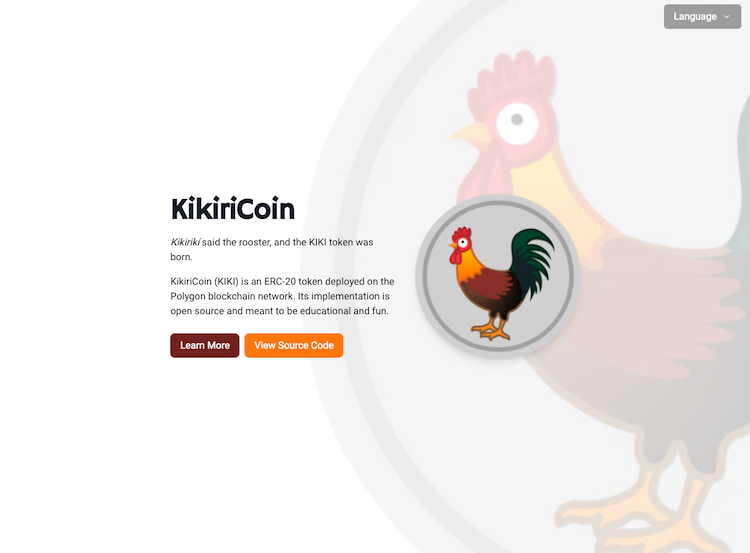 Language
KikiriCoin
Kikirikí said the rooster, and the KIKI token was
born.
KikiriCoin (KIKI) is an ERC-20 token deployed on the
Polygon blockchain network. Its implementation is
open source and meant to be educational and fun.
Learn More
View Source Code